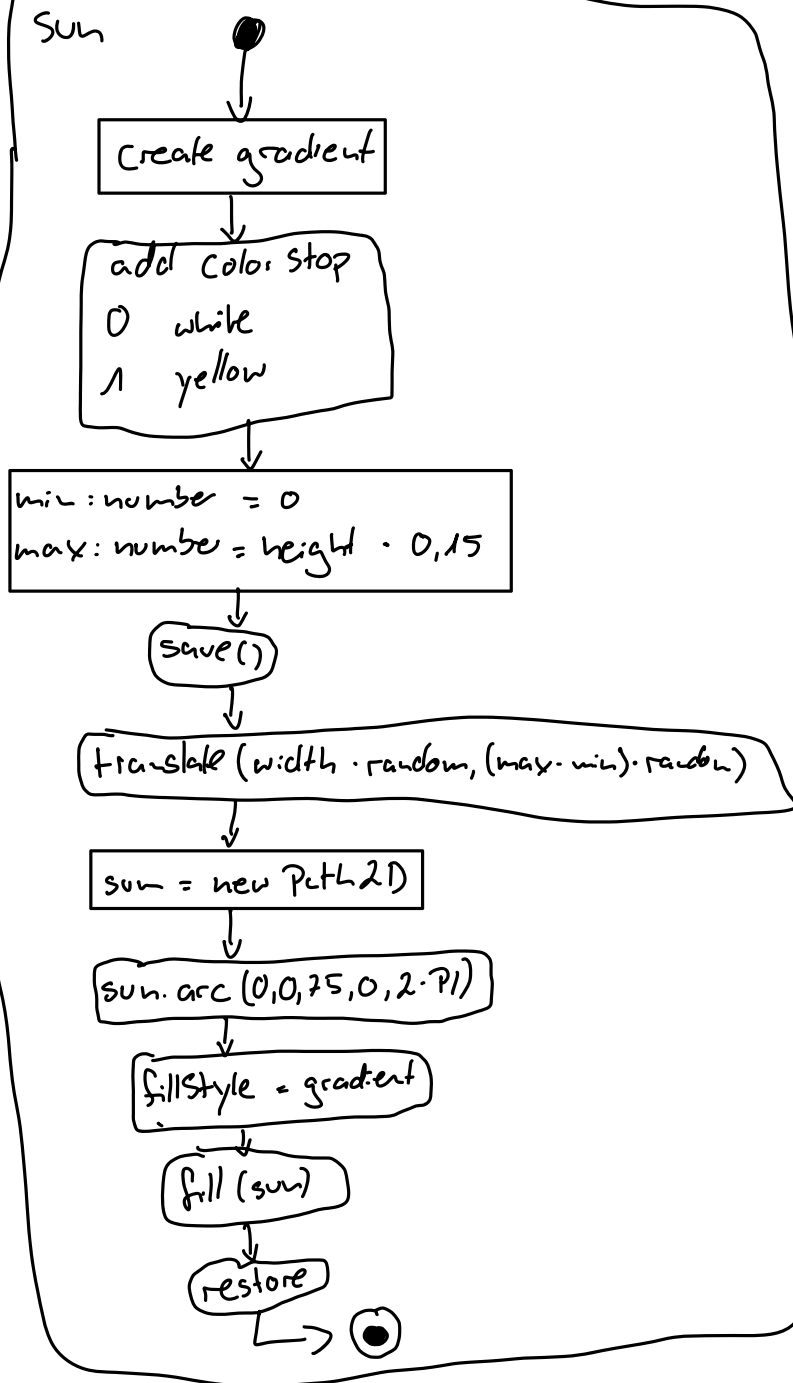 sun
create gradient
add Color Stop
0 white
1 yellow
min: number = 0
max: number = height · 0,15
save()
translate (width · random, (max - min) · random)
sun = new Path2D
sun.arc (0,0,75,0,2·PI)
fillStyle = gradient
fill (sun)
restore